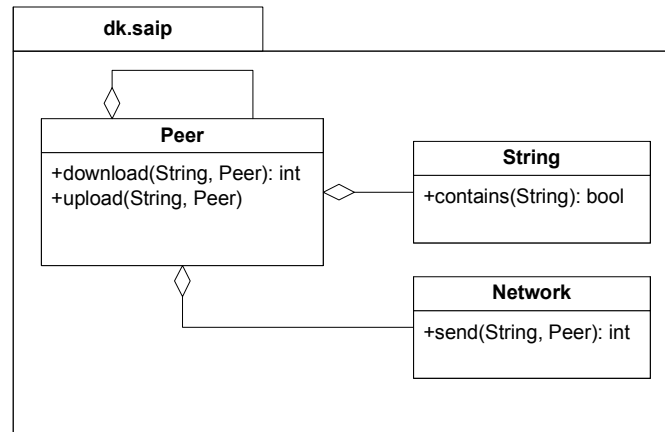 dk.saip
Peer
+download(String, Peer): int
+upload(String, Peer)
String
+contains(String): bool
Network
+send(String, Peer): int